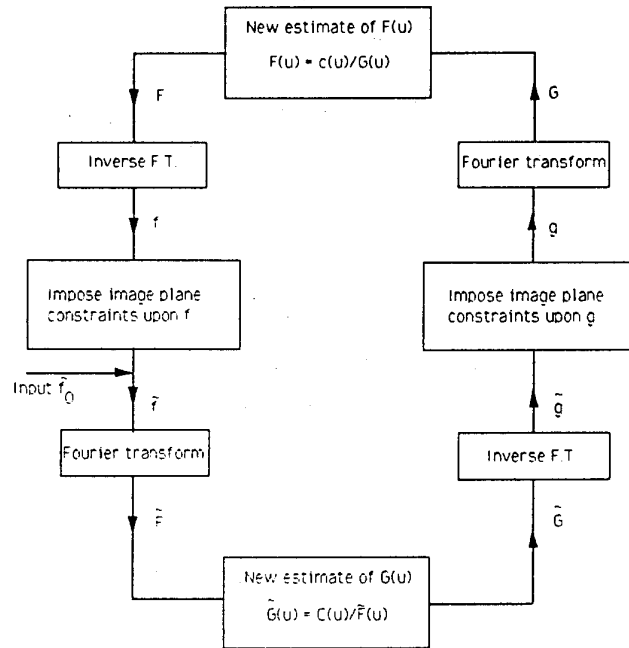 New estimate of F(u)
F(u) = c(u)/G(u)
F
G
Inverse F.T.
Fourier transform
f
g
Impose image plane
constraints upon f
Impose image plane
constraints upon g
Input f̃₀
f̃
g̃
Fourier transform
Inverse F.T
F̃
G̃
New estimate of G(u)
G̃(u) = C(u)/F̃(u)